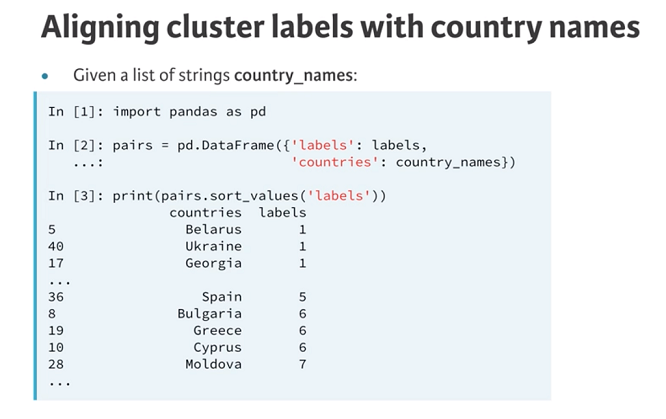 Aligning cluster labels with country names
• Given a list of strings country_names:
In [1]: import pandas as pd
In [2]: pairs = pd.DataFrame({'labels': labels,
...: 'countries': country_names})
In [3]: print(pairs.sort_values('labels'))
countries labels
5 Belarus 1
40 Ukraine 1
17 Georgia 1
...
36 Spain 5
8 Bulgaria 6
19 Greece 6
10 Cyprus 6
28 Moldova 7
...